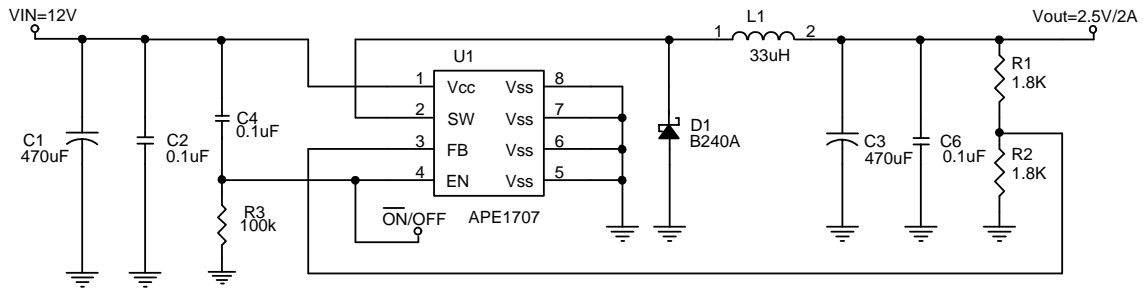 VIN=12V
Vout=2.5V/2A
L1
1
2
33uH
U1
1
Vcc
Vss
8
2
SW
Vss
7
3
FB
Vss
6
4
EN
Vss
5
APE1707
C1
470uF
C2
0.1uF
C4
0.1uF
R3
100k
ON/OFF
D1
B240A
C3
470uF
C6
0.1uF
R1
1.8K
R2
1.8K